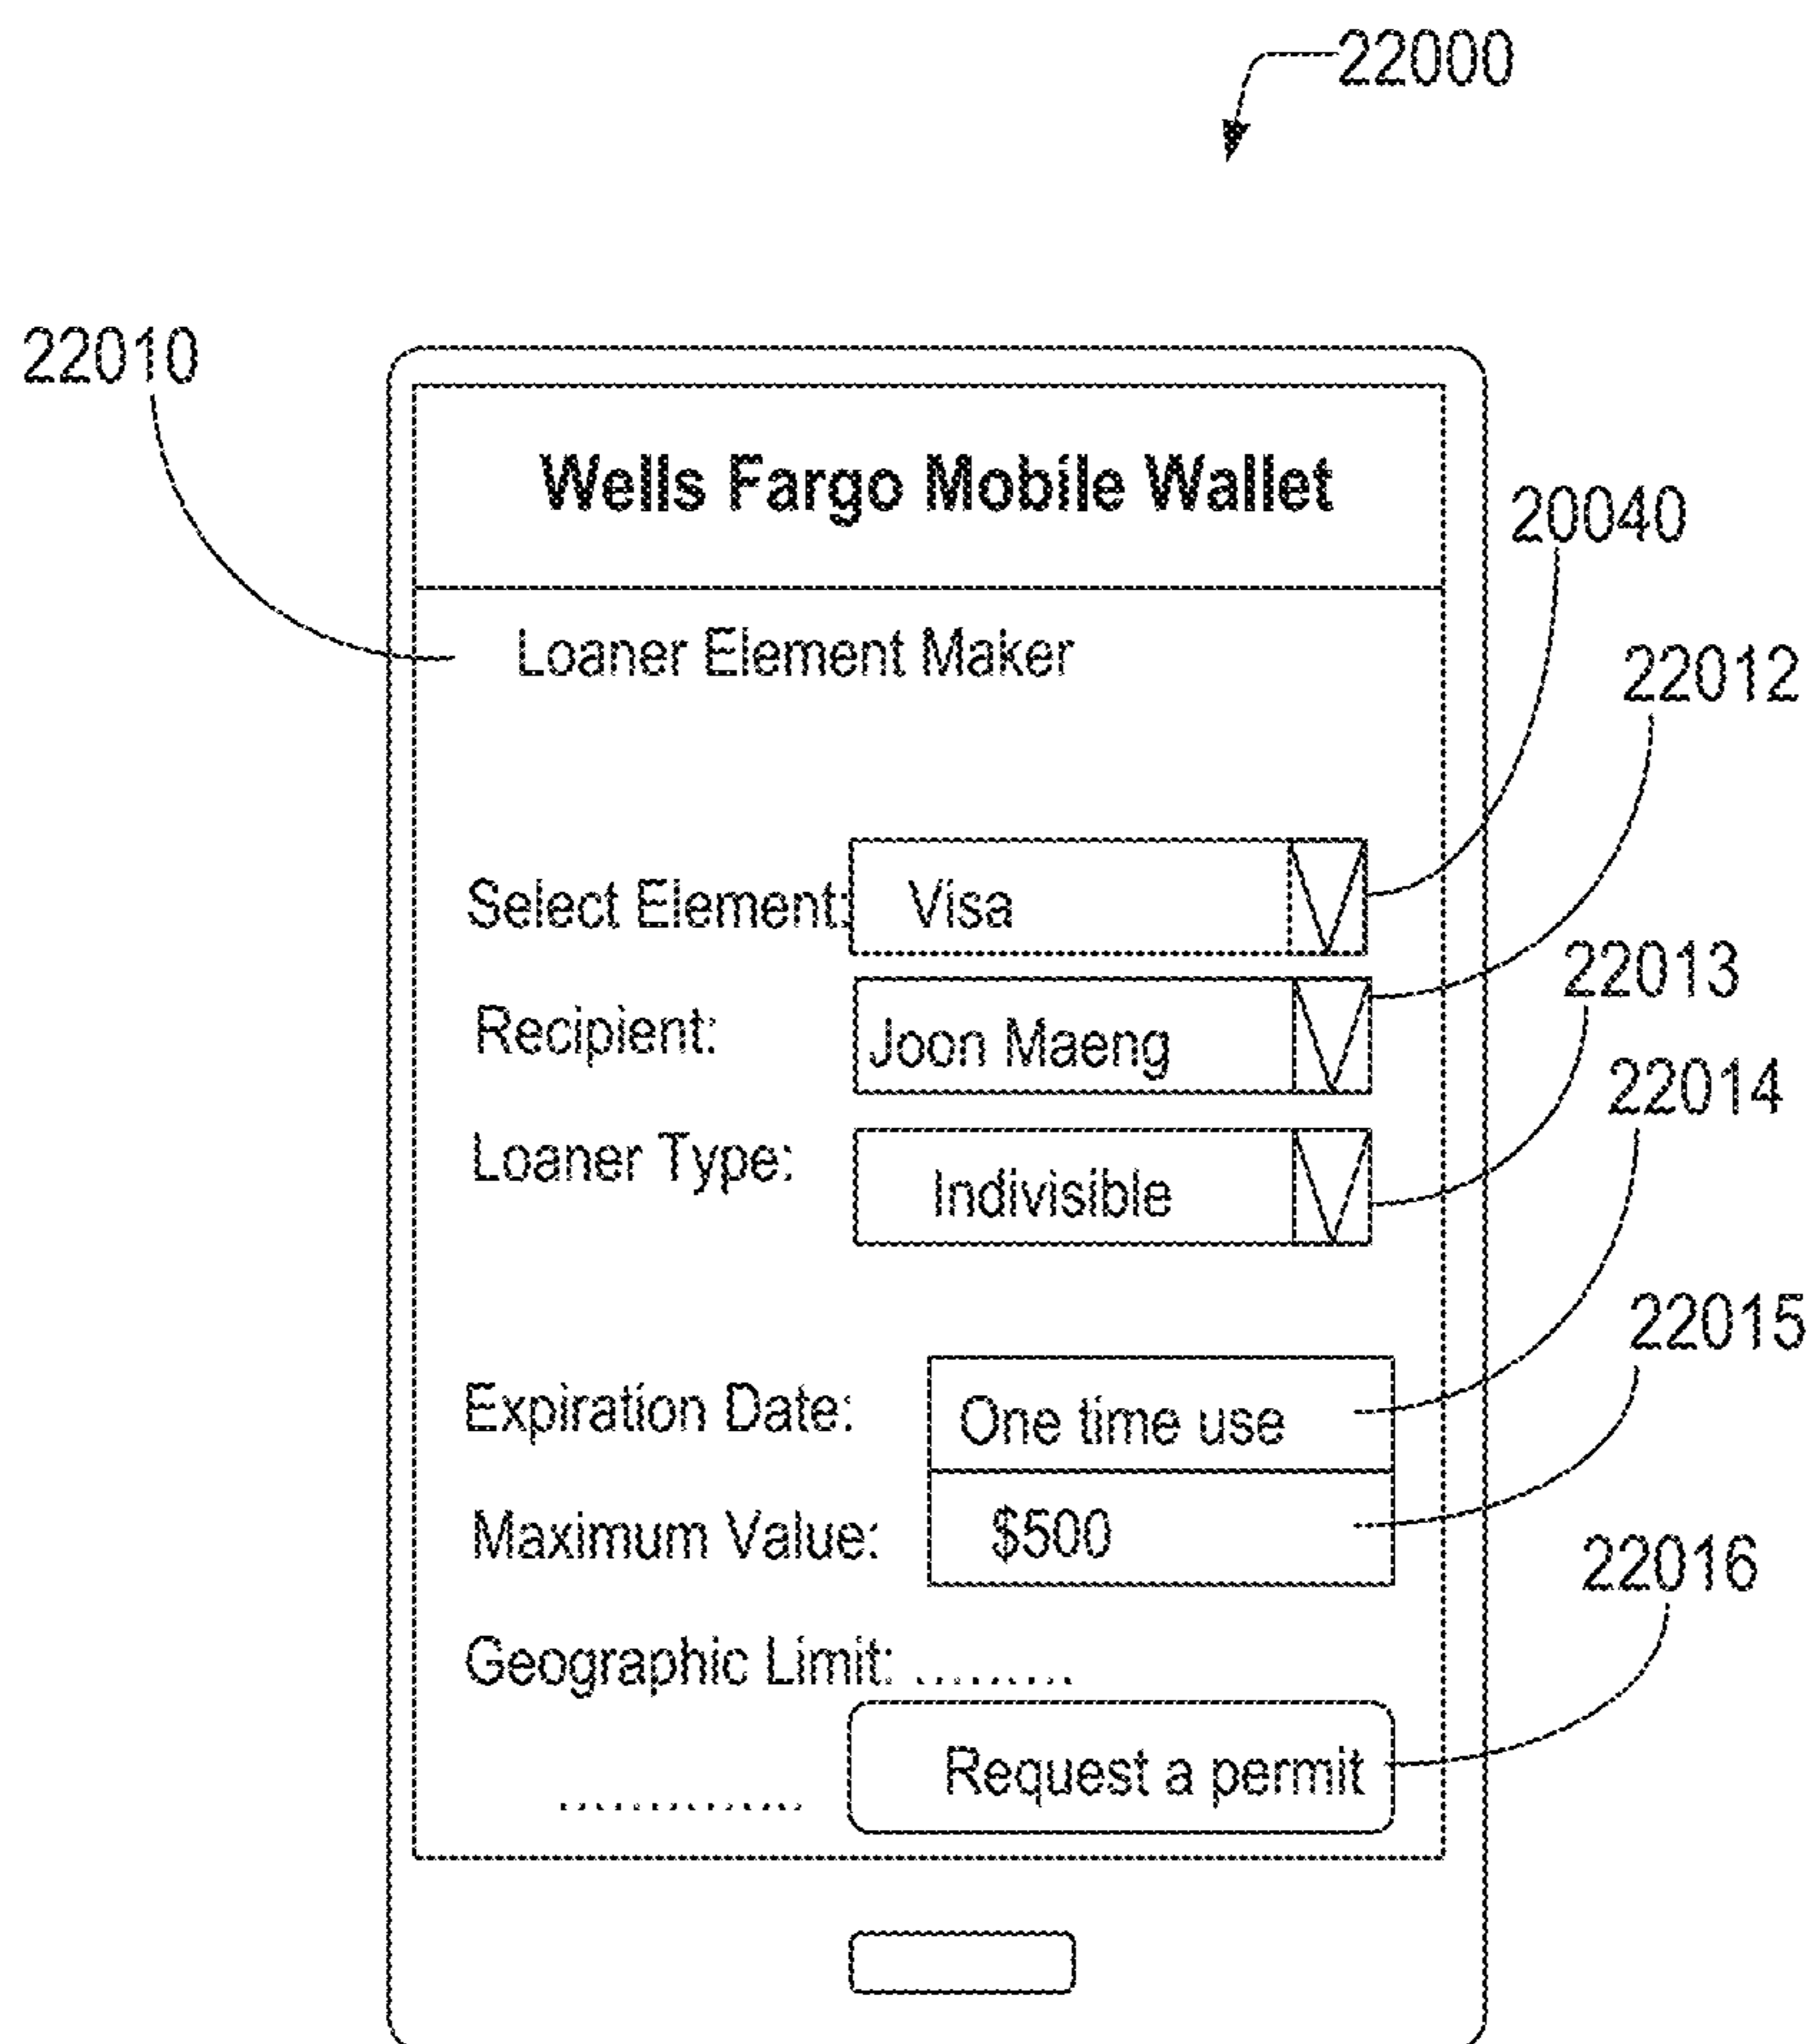 22000
22010
Wells Fargo Mobile Wallet
20040
Loaner Element Maker
22012
Select Element: Visa
22013
Recipient: Joon Maeng
22014
Loaner Type: Indivisible
22015
Expiration Date: One time use
Maximum Value: $500
22016
Geographic Limit: .........
.............. Request a permit